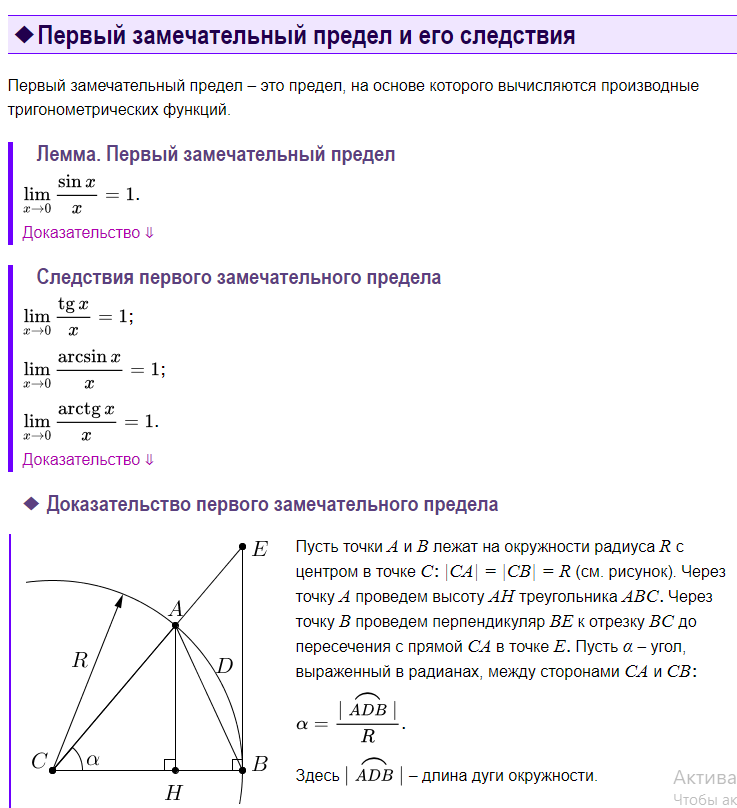 ❖Первый замечательный предел и его следствия
Первый замечательный предел – это предел, на основе которого вычисляются производные
тригонометрических функций.
Лемма. Первый замечательный предел
lim x→0 sin x / x = 1.
Доказательство ⇓
Следствия первого замечательного предела
lim x→0 tg x / x = 1;
lim x→0 arcsin x / x = 1;
lim x→0 arctg x / x = 1.
Доказательство ⇓
❖ Доказательство первого замечательного предела
E
A
R
D
C
α
B
H
Пусть точки A и B лежат на окружности радиуса R с
центром в точке C: |CA| = |CB| = R (см. рисунок). Через
точку A проведем высоту AH треугольника ABC. Через
точку B проведем перпендикуляр BE к отрезку BC до
пересечения с прямой CA в точке E. Пусть α – угол,
выраженный в радианах, между сторонами CA и CB:
α = | ⌒ADB | / R.
Здесь | ⌒ADB | – длина дуги окружности.
Актива
Чтобы ак